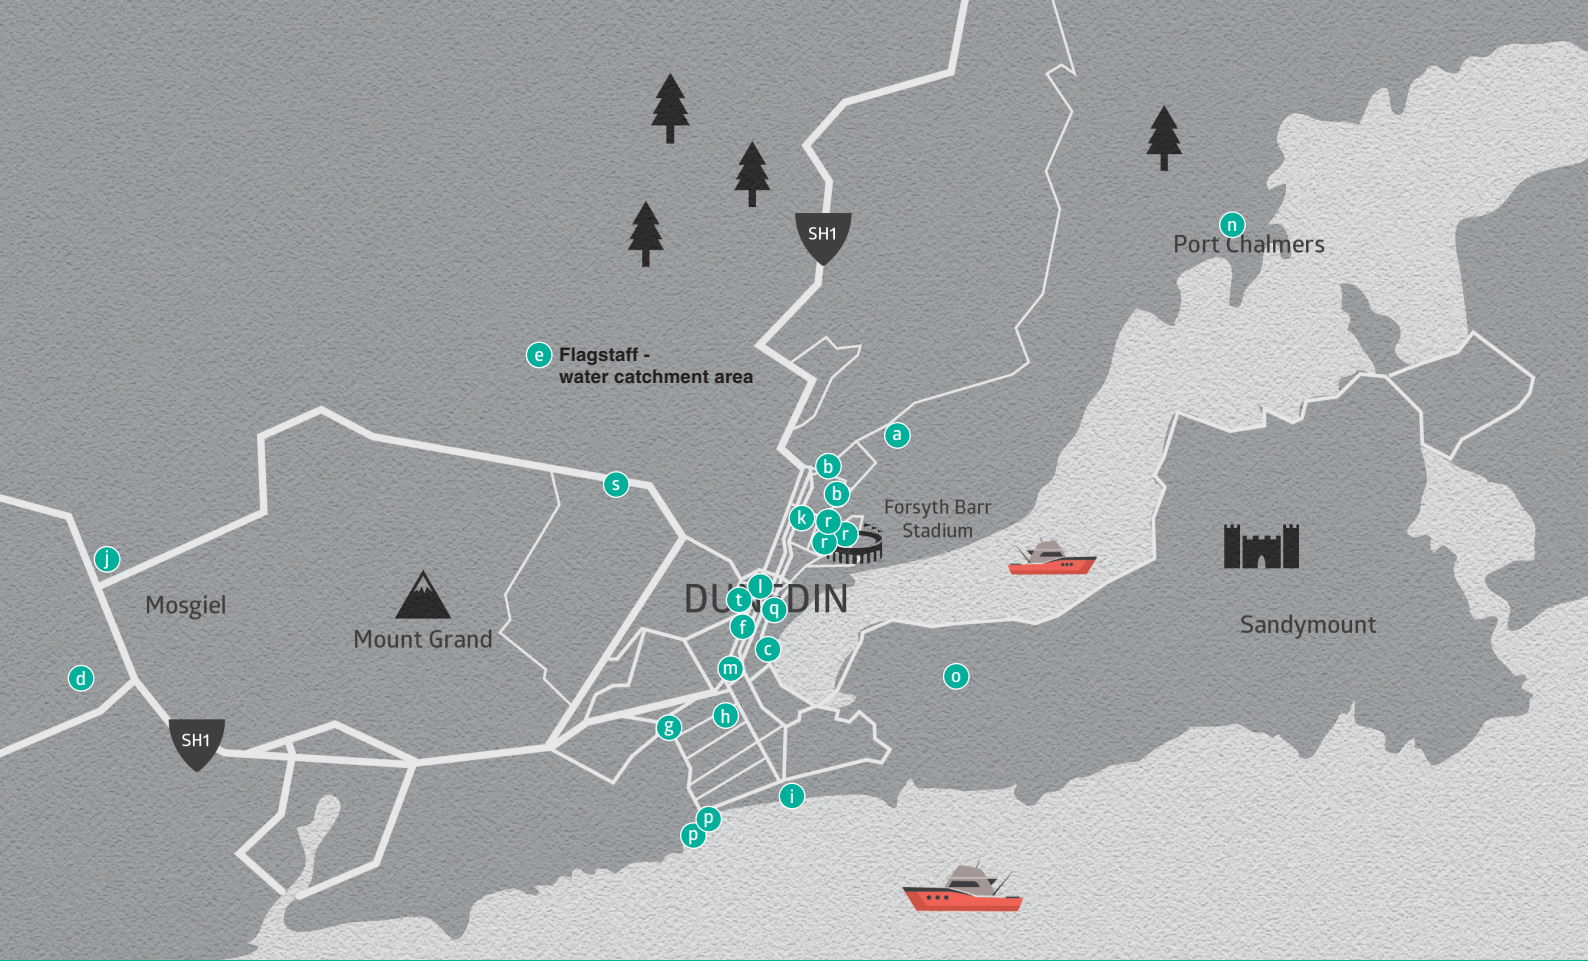 SH1
n
Port Chalmers
e Flagstaff -
water catchment area
a
b
s
b
k
r
r
r
Forsyth Barr
Stadium
j
Mosgiel
Mount Grand
DUNEDIN
l
t
q
f
c
m
Sandymount
d
o
h
g
SH1
i
p
p